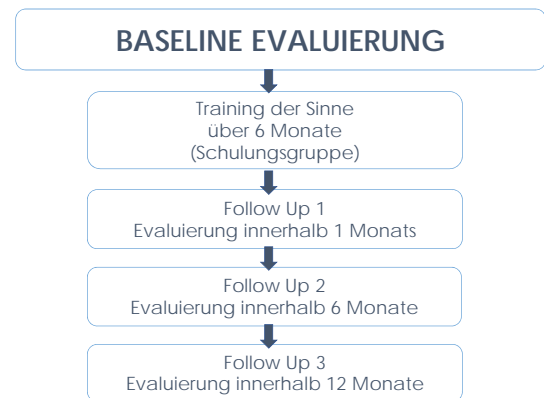 BASELINE EVALUIERUNG
Training der Sinne
über 6 Monate
(Schulungsgruppe)
Follow Up 1
Evaluierung innerhalb 1 Monats
Follow Up 2
Evaluierung innerhalb 6 Monate
Follow Up 3
Evaluierung innerhalb 12 Monate